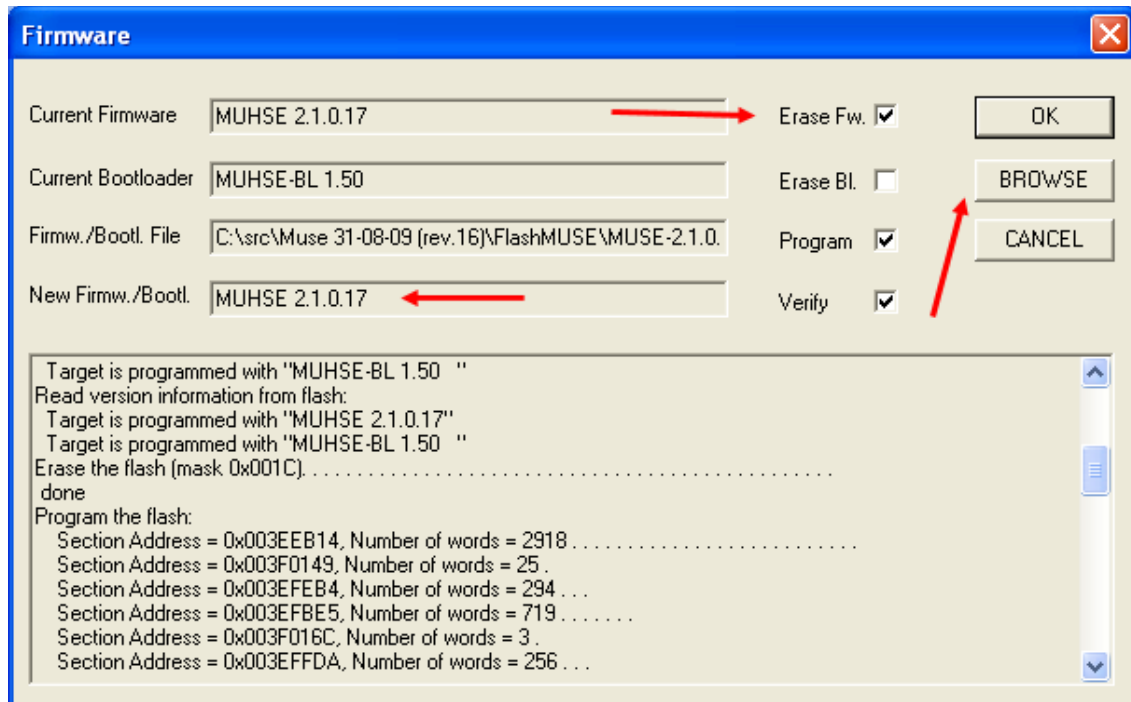 Firmware
Current Firmware MUHSE 2.1.0.17 Erase Fw. OK
Current Bootloader MUHSE-BL 1.50 Erase Bl. BROWSE
Firmw./Bootl. File C:\src\Muse 31-08-09 (rev.16)\FlashMUSE\MUSE-2.1.0. Program CANCEL
New Firmw./Bootl. MUHSE 2.1.0.17 Verify
Target is programmed with "MUHSE-BL 1.50   "
Read version information from flash:
Target is programmed with "MUHSE 2.1.0.17"
Target is programmed with "MUHSE-BL 1.50   "
Erase the flash (mask 0x001C). . . . . . . . . . . . . . . . . . . . . . . . . . . . . . . . . . . . . . . . . . . . . . . .
done
Program the flash:
Section Address = 0x003EEB14, Number of words = 2918 . . . . . . . . . . . . . . . . . . . . . . . . . .
Section Address = 0x003F0149, Number of words = 25 .
Section Address = 0x003EFEB4, Number of words = 294 . . .
Section Address = 0x003EFBE5, Number of words = 719 . . . . . . .
Section Address = 0x003F016C, Number of words = 3 .
Section Address = 0x003EFFDA, Number of words = 256 . . .